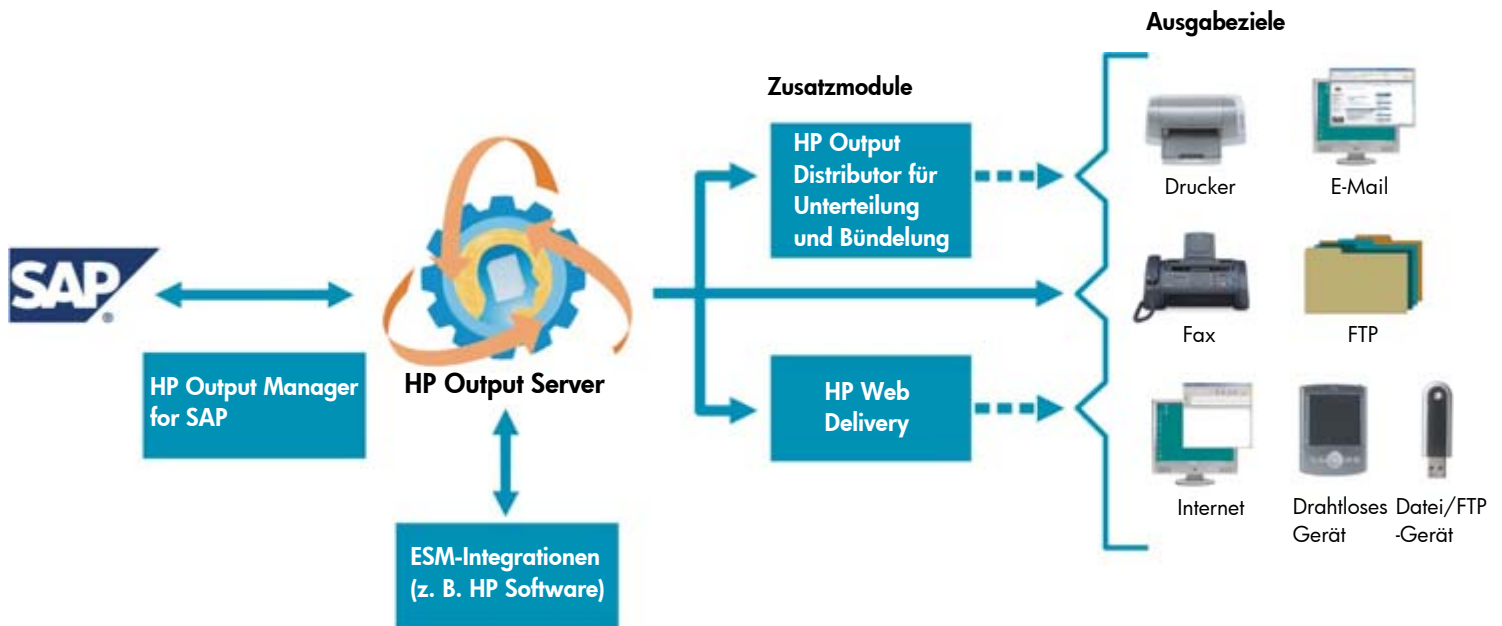 Ausgabeziele
Zusatzmodule
HP Output
Distributor für
Unterteilung
und Bündelung
Drucker
E-Mail
SAP
®
HP Output Manager
for SAP
HP Output Server
Fax
FTP
HP Web
Delivery
Internet
Drahtloses
Gerät
Datei/FTP
-Gerät
ESM-Integrationen
(z. B. HP Software)